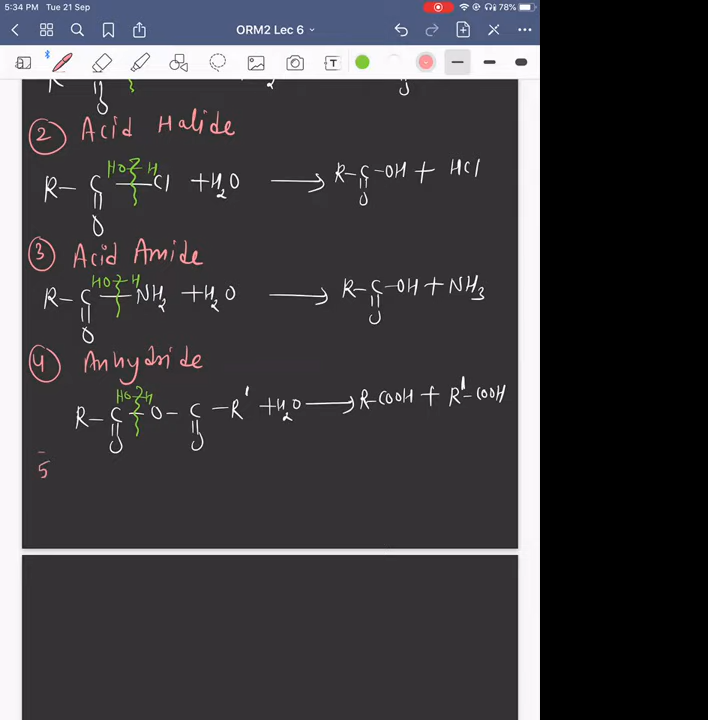 5:34 PM Tue 21 Sep 78%
ORM2 Lec 6
T
R C 2
O
2 Acid Halide
HO H
R–C–Cl +H2O → R–C–OH + HCl
O O
3 Acid Amide
HO H
R–C–NH2 +H2O → R–C–OH + NH3
O O
4 Anhydride
HO H
R–C–O–C–R' +H2O → R–COOH + R'–COOH
O O
5